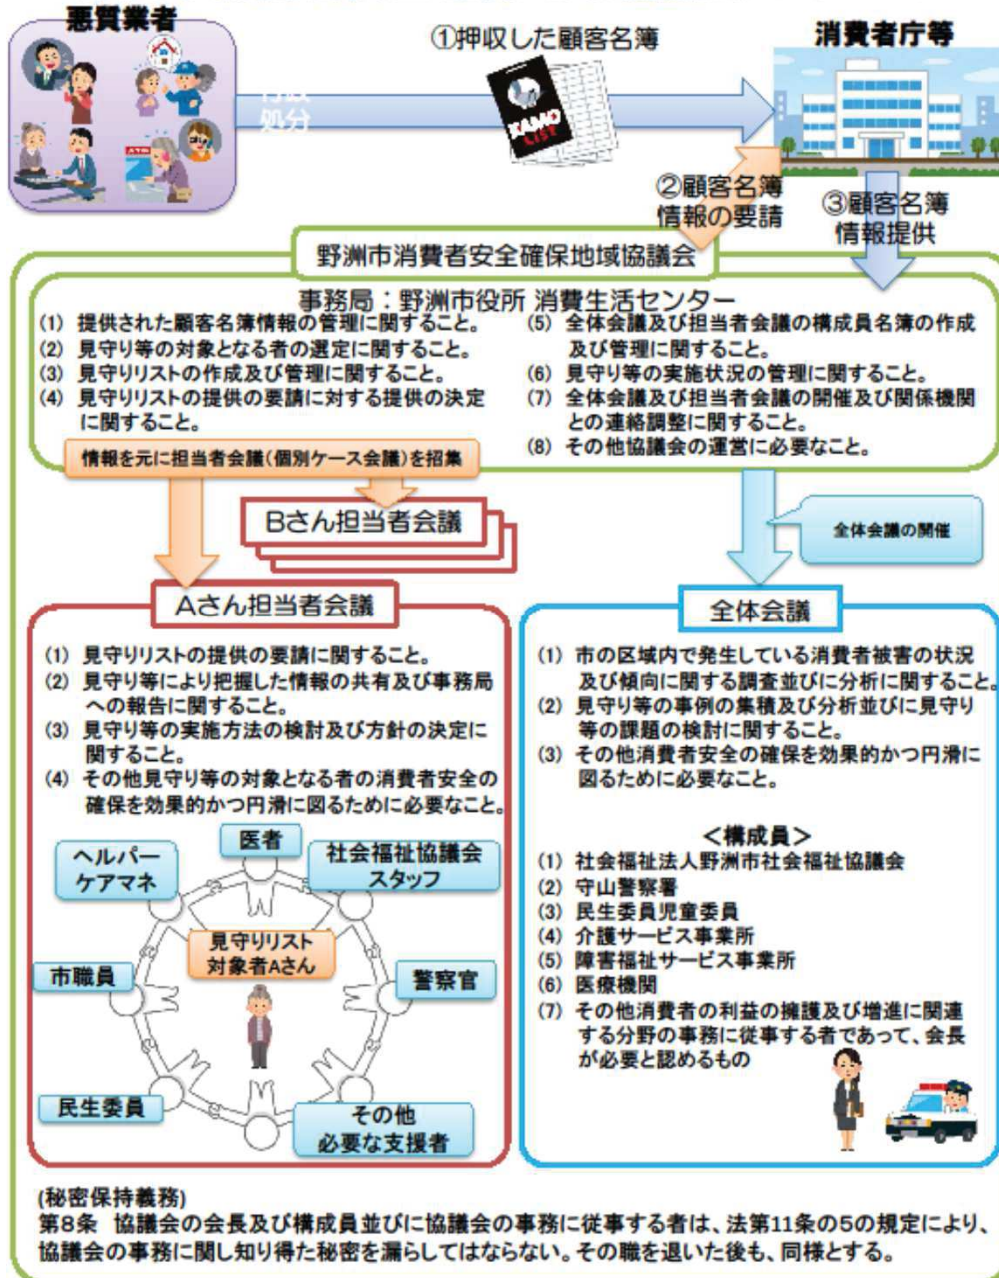 悪質業者
①押収した顧客名簿
消費者庁等
処分
KAMO
LIST
ATM
②顧客名簿
情報の要請
③顧客名簿
情報提供
野洲市消費者安全確保地域協議会
事務局：野洲市役所 消費生活センター
(1) 提供された顧客名簿情報の管理に関すること。
(2) 見守り等の対象となる者の選定に関すること。
(3) 見守りリストの作成及び管理に関すること。
(4) 見守りリストの提供の要請に対する提供の決定
に関すること。
(5) 全体会議及び担当者会議の構成員名簿の作成
及び管理に関すること。
(6) 見守り等の実施状況の管理に関すること。
(7) 全体会議及び担当者会議の開催及び関係機関
との連絡調整に関すること。
(8) その他協議会の運営に必要なこと。
情報を元に担当者会議(個別ケース会議)を招集
Bさん担当者会議
全体会議の開催
Aさん担当者会議
(1) 見守りリストの提供の要請に関すること。
(2) 見守り等により把握した情報の共有及び事務局
への報告に関すること。
(3) 見守り等の実施方法の検討及び方針の決定に
関すること。
(4) その他見守り等の対象となる者の消費者安全の
確保を効果的かつ円滑に図るために必要なこと。
医者
ヘルパー
ケアマネ
社会福祉協議会
スタッフ
見守りリスト
対象者Aさん
市職員
警察官
民生委員
その他
必要な支援者
全体会議
(1) 市の区域内で発生している消費者被害の状況
及び傾向に関する調査並びに分析に関すること。
(2) 見守り等の事例の集積及び分析並びに見守り
等の課題の検討に関すること。
(3) その他消費者安全の確保を効果的かつ円滑に
図るために必要なこと。
＜構成員＞
(1) 社会福祉法人野洲市社会福祉協議会
(2) 守山警察署
(3) 民生委員児童委員
(4) 介護サービス事業所
(5) 障害福祉サービス事業所
(6) 医療機関
(7) その他消費者の利益の擁護及び増進に関連
する分野の事務に従事する者であって、会長
が必要と認めるもの
(秘密保持義務)
第8条 協議会の会長及び構成員並びに協議会の事務に従事する者は、法第11条の5の規定により、
協議会の事務に関し知り得た秘密を漏らしてはならない。その職を退いた後も、同様とする。